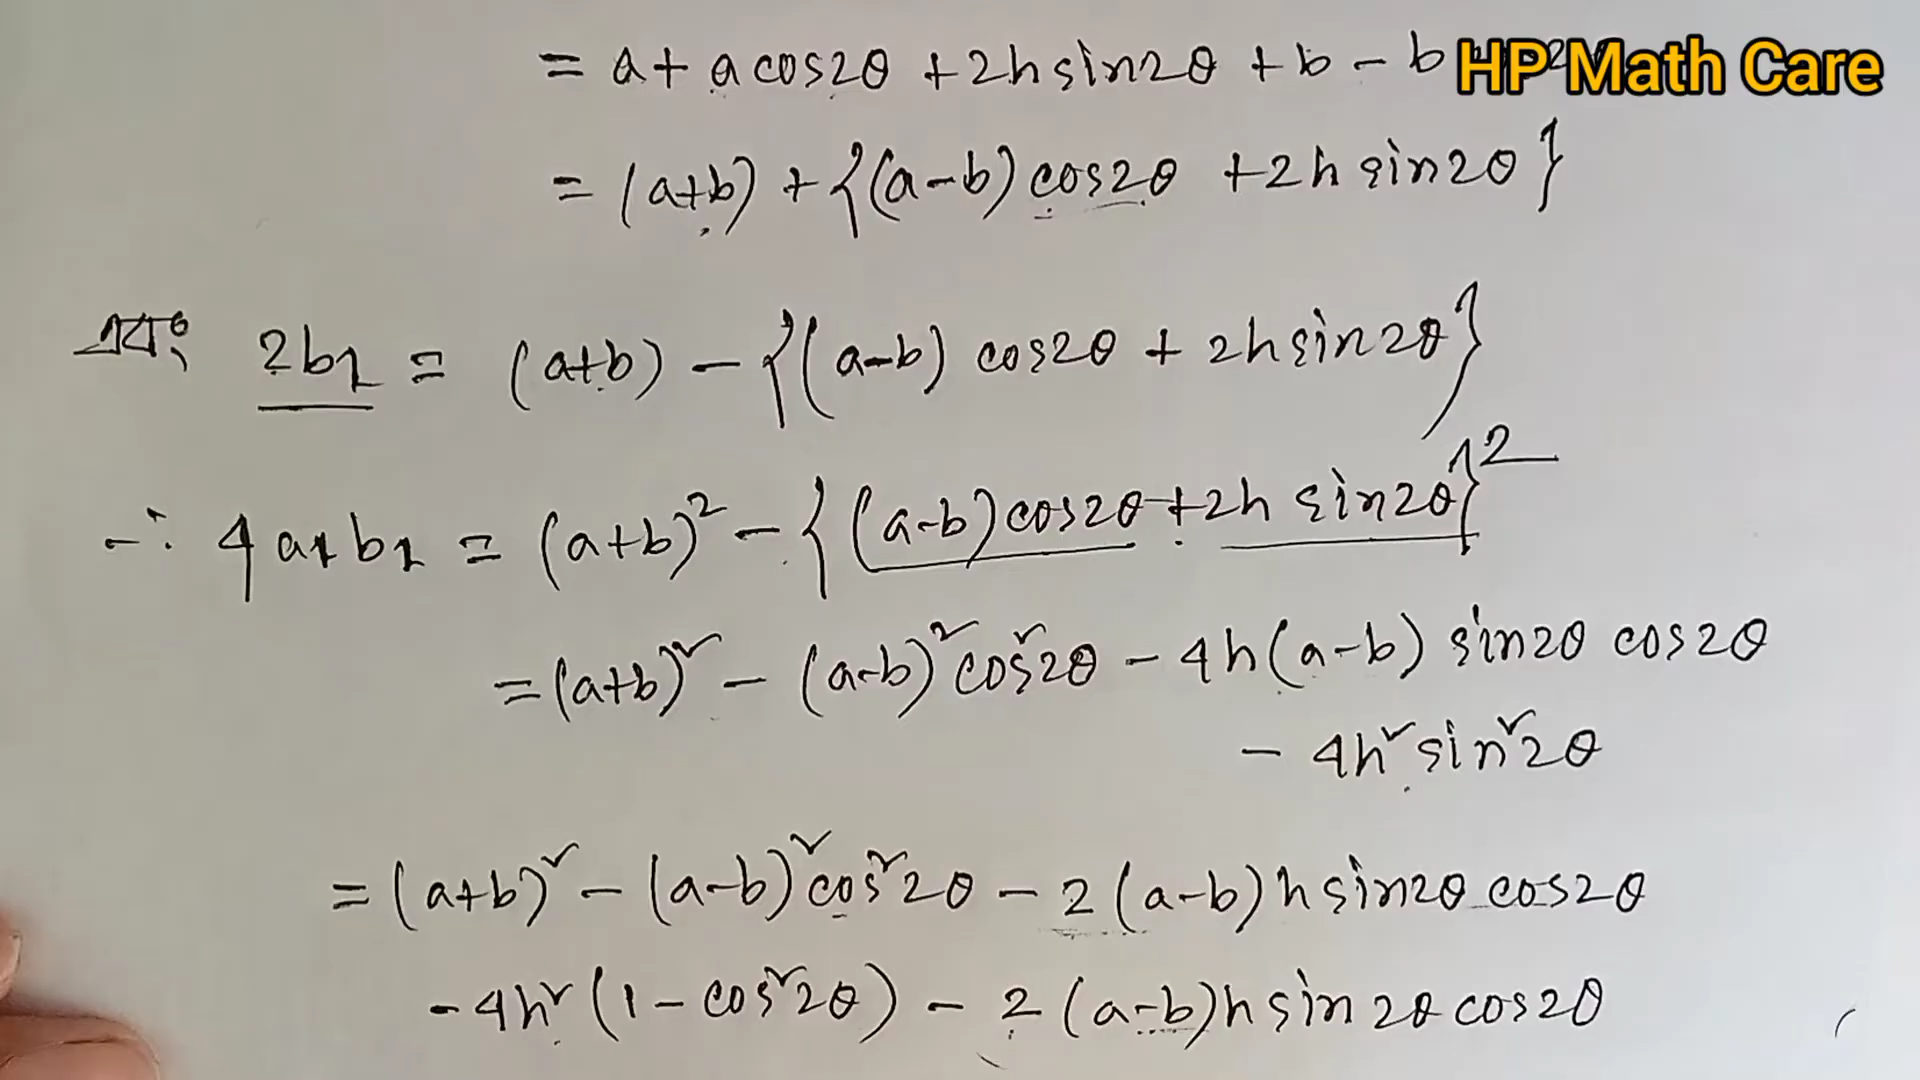 = a + a cos2θ + 2h sin2θ + b - b
HP Math Care
= (a+b) + {(a-b) cos2θ + 2h sin2θ}
এবং 2b₁ = (a+b) - {(a-b) cos2θ + 2h sin2θ}
∴ 4a₁b₁ = (a+b)² - {(a-b) cos2θ + 2h sin2θ}²
= (a+b)² - (a-b)² cos²2θ - 4h(a-b) sin2θ cos2θ
- 4h² sin²2θ
= (a+b)² - (a-b)² cos²2θ - 2(a-b)h sin2θ cos2θ
- 4h² (1 - cos²2θ) - 2(a-b)h sin2θ cos2θ